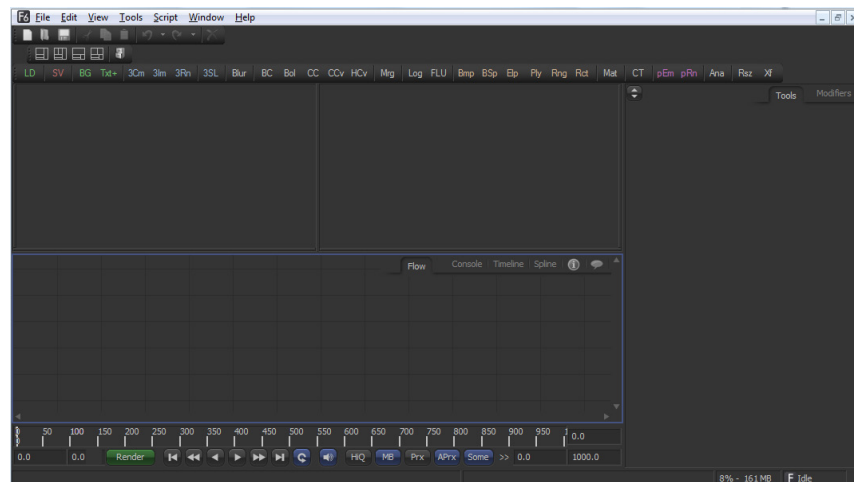 F6 File Edit View Tools Script Window Help
LD SV BG Txt+ 3Cm 3Im 3Rn 3SL Blur BC Bol CC CCv HCv Mrg Log FLU Bmp BSp Elp Ply Rng Rct Mat CT pEm pRn Ana Rsz Xf
Tools Modifiers
Flow Console Timeline Spline
50 100 150 200 250 300 350 400 450 500 550 600 650 700 750 800 850 900 950 0.0
0.0 0.0 Render HiQ MB Prx APrx Some >> 0.0 1000.0
8% - 161 MB F Idle